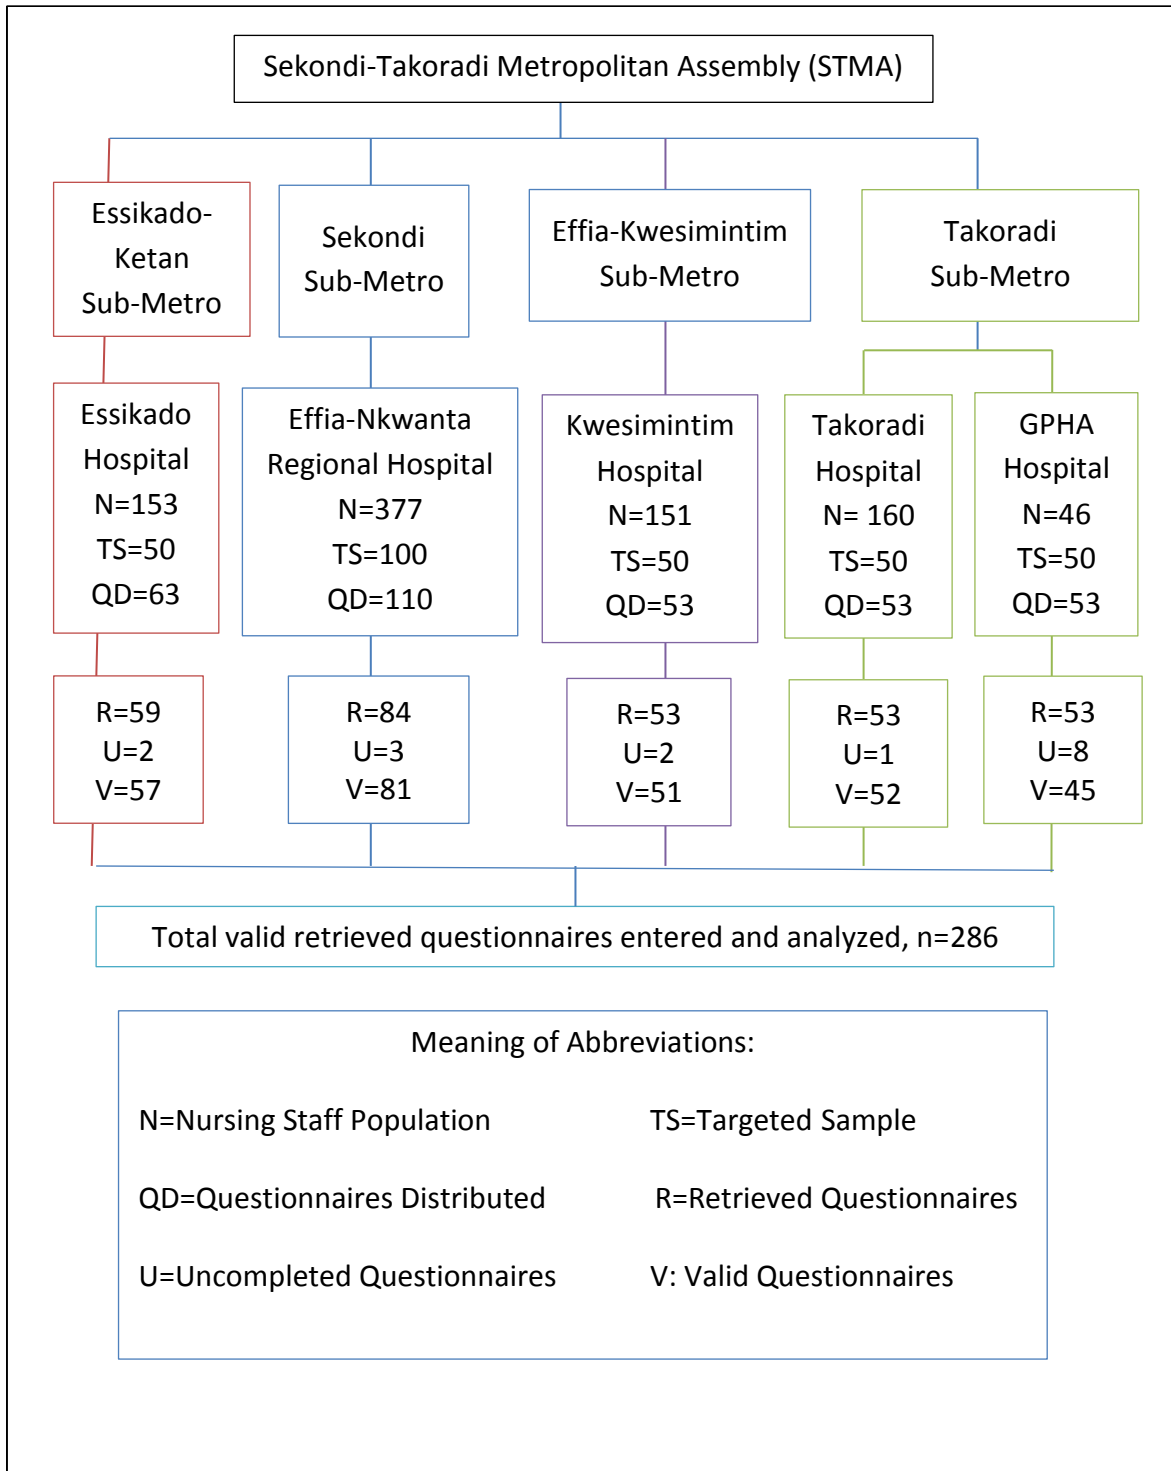 Sekondi-Takoradi Metropolitan Assembly (STMA)
Essikado-
Ketan
Sub-Metro
Sekondi
Sub-Metro
Effia-Kwesimintim
Sub-Metro
Takoradi
Sub-Metro
Essikado
Hospital
N=153
TS=50
QD=63
Effia-Nkwanta
Regional Hospital
N=377
TS=100
QD=110
Kwesimintim
Hospital
N=151
TS=50
QD=53
Takoradi
Hospital
N= 160
TS=50
QD=53
GPHA
Hospital
N=46
TS=50
QD=53
R=59
U=2
V=57
R=84
U=3
V=81
R=53
U=2
V=51
R=53
U=1
V=52
R=53
U=8
V=45
Total valid retrieved questionnaires entered and analyzed, n=286
Meaning of Abbreviations:
N=Nursing Staff Population
TS=Targeted Sample
QD=Questionnaires Distributed
R=Retrieved Questionnaires
U=Uncompleted Questionnaires
V: Valid Questionnaires